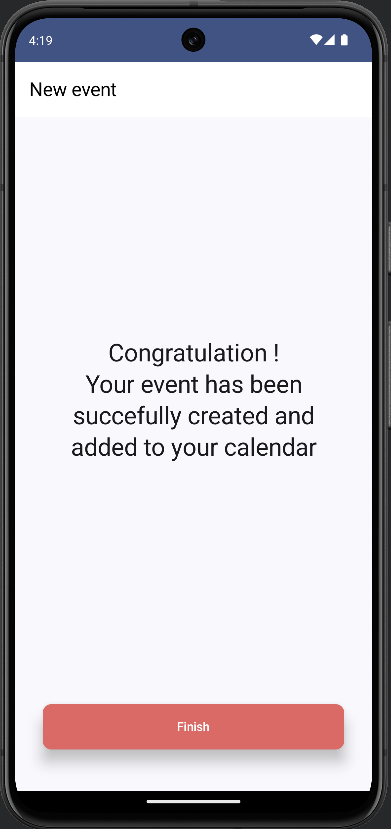 4:19
New event
Congratulation !
Your event has been
succefully created and
added to your calendar
Finish